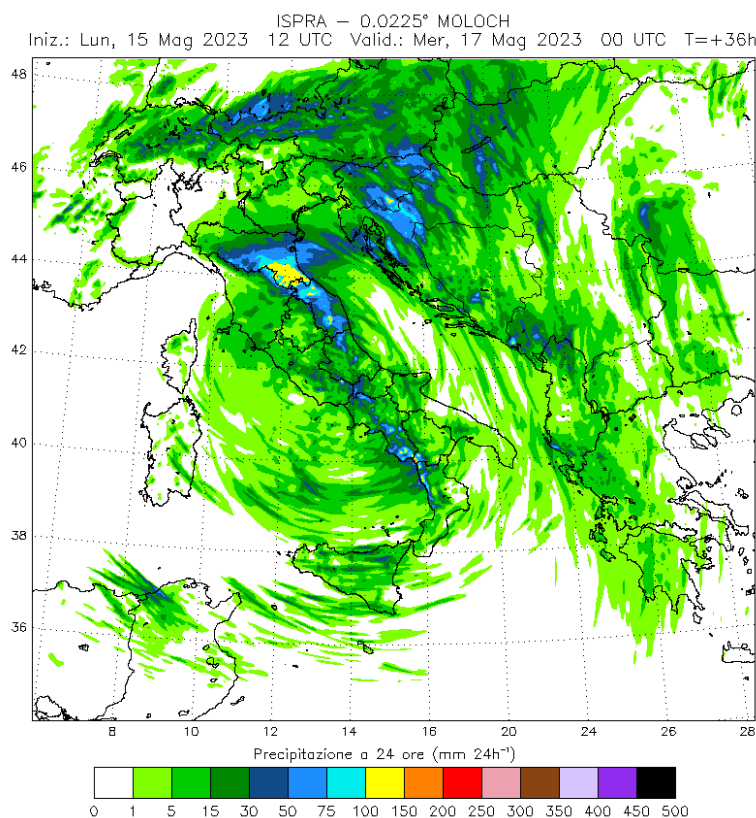 ISPRA – 0.0225° MOLOCH
Iniz.: Lun, 15 Mag 2023 12 UTC Valid.: Mer, 17 Mag 2023 00 UTC T=+36h
48
46
44
42
40
38
36
8 10 12 14 16 18 20 22 24 26 28
Precipitazione a 24 ore (mm 24h⁻¹)
0 1 5 15 30 50 75 100 150 200 250 300 350 400 450 500